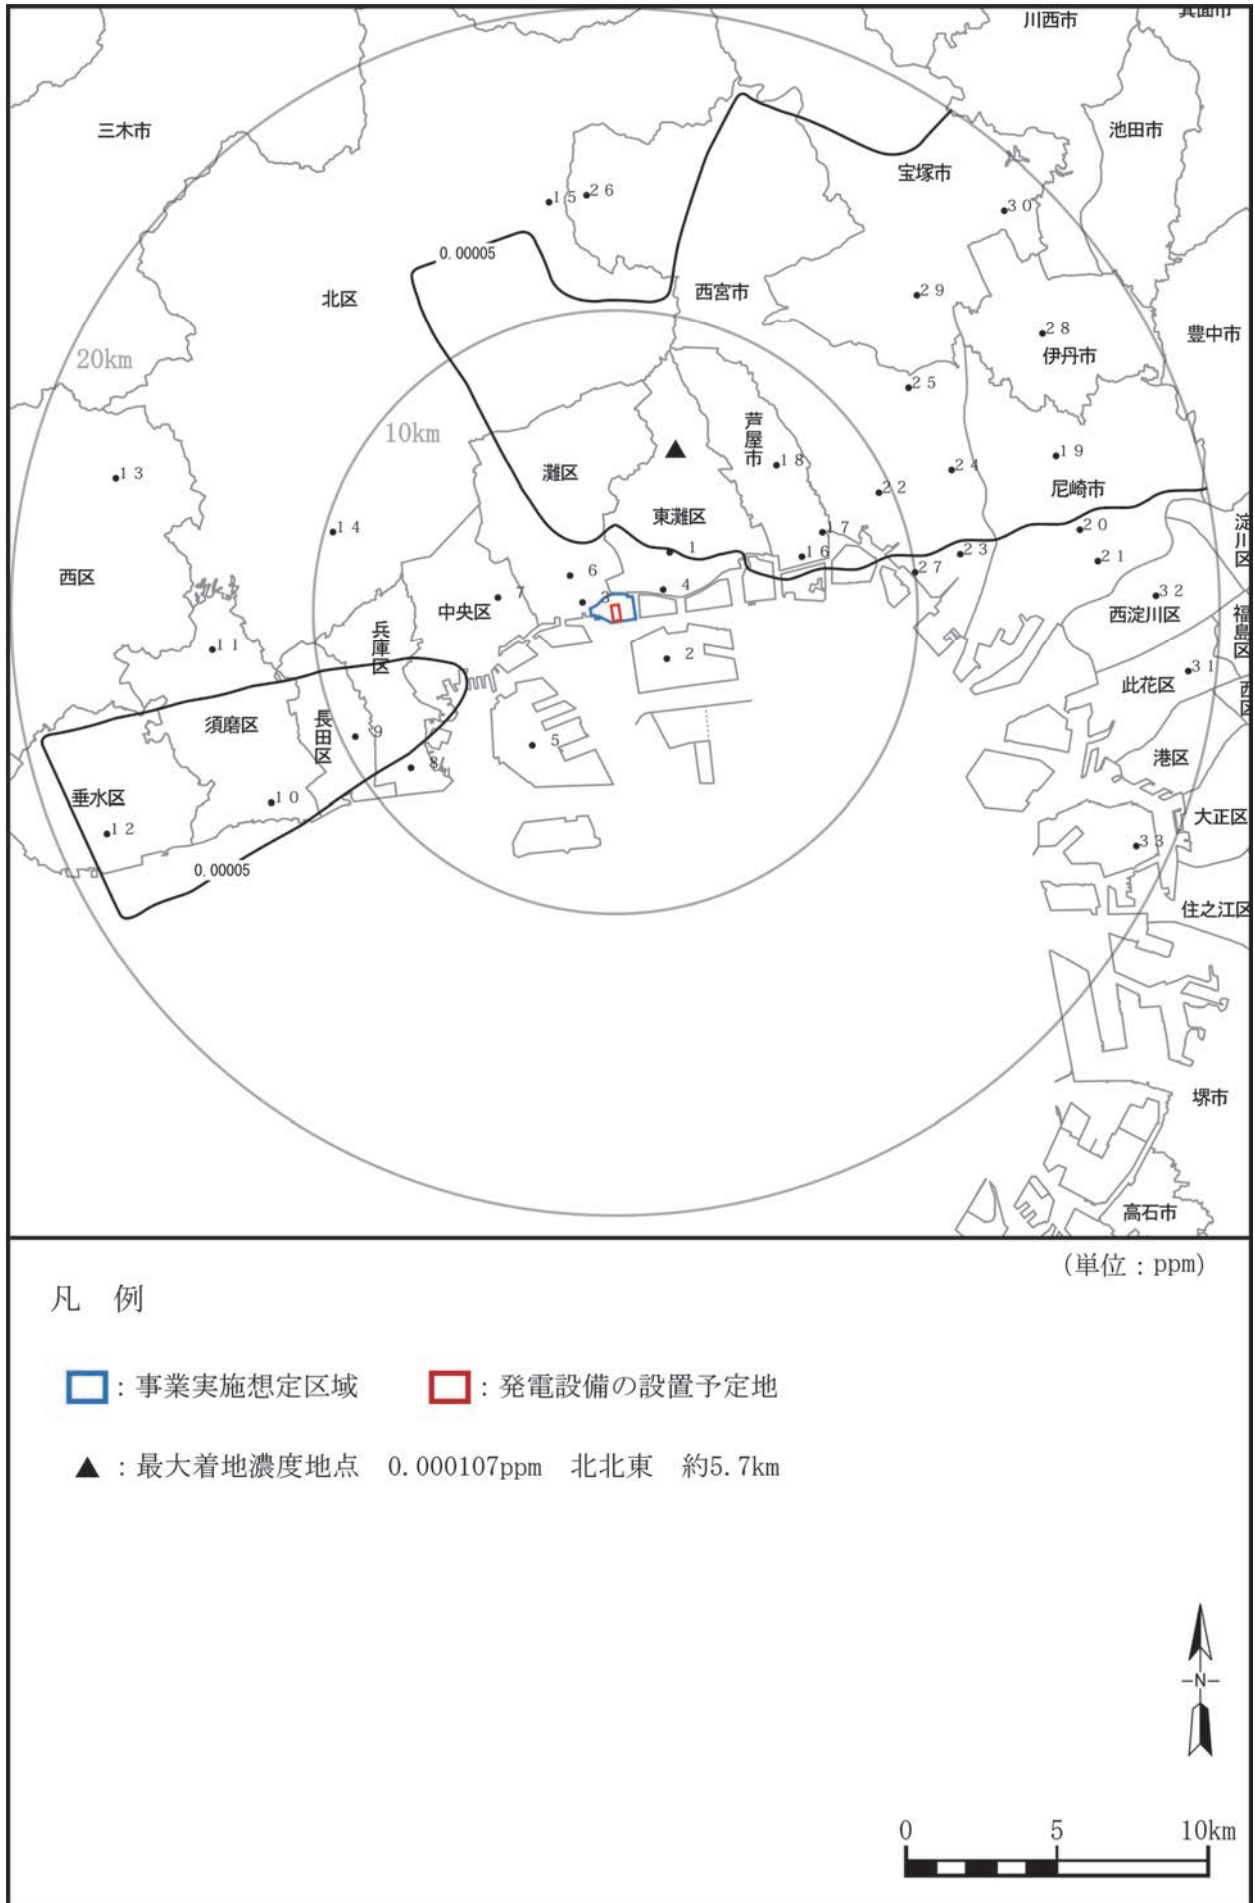 川西市
箕面市
三木市
池田市
宝塚市
15
26
30
0.00005
北区
西宮市
29
28
豊中市
伊丹市
20km
25
10km
芦屋市
13
灘区
18
24
19
22
尼崎市
14
東灘区
17
20
淀川区
1
16
23
21
西区
6
27
7
3
4
32
中央区
西淀川区
福島区
兵庫区
11
2
31
此花区
西区
須磨区
長田区
9
5
港区
8
垂水区
10
大正区
12
33
0.00005
住之江区
堺市
高石市
(単位：ppm)
凡　例
：事業実施想定区域
：発電設備の設置予定地
▲：最大着地濃度地点　0.000107ppm　北北東　約5.7km
N
0 5 10km